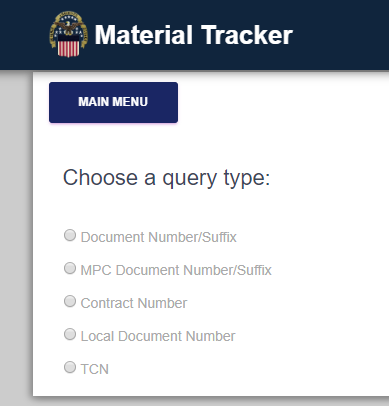 Material Tracker
MAIN MENU
Choose a query type:
Document Number/Suffix
MPC Document Number/Suffix
Contract Number
Local Document Number
TCN